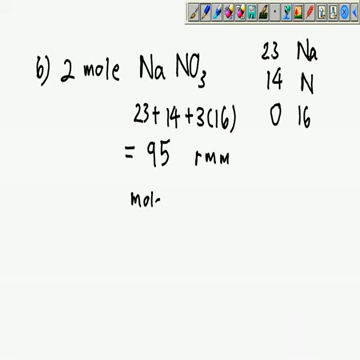 b) 2 mole NaNO3
23 Na
14 N
O 16
23+14+3(16)
= 95 rmm
mol